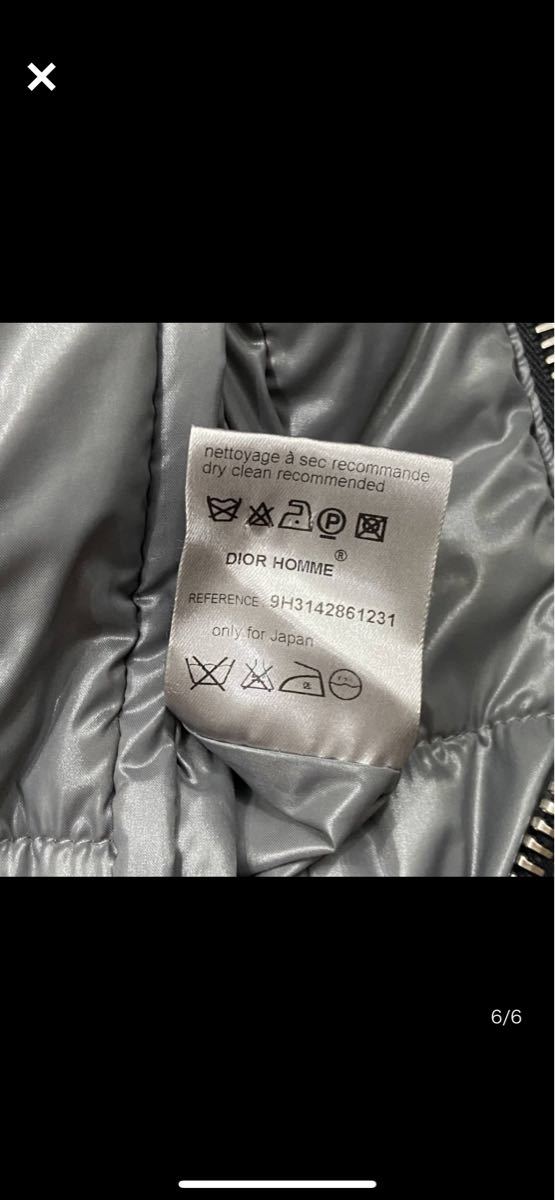 nettoyage à sec recommande
dry clean recommended
P
DIOR HOMME®
REFERENCE 9H3142861231
only for Japan
6/6